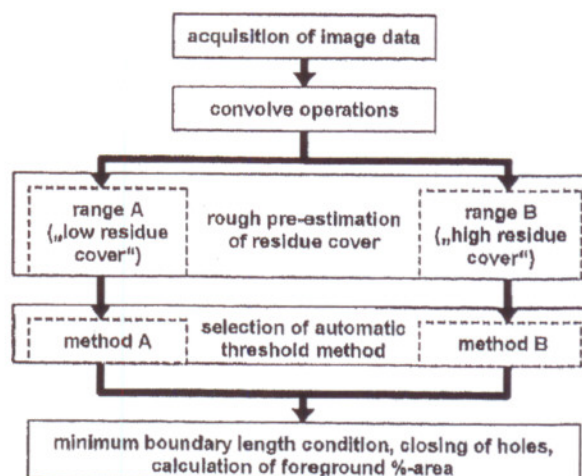 acquisition of image data
convolve operations
range A
(„low residue
cover“)
rough pre-estimation
of residue cover
range B
(„high residue
cover“)
method A
selection of automatic
threshold method
method B
minimum boundary length condition, closing of holes,
calculation of foreground %-area